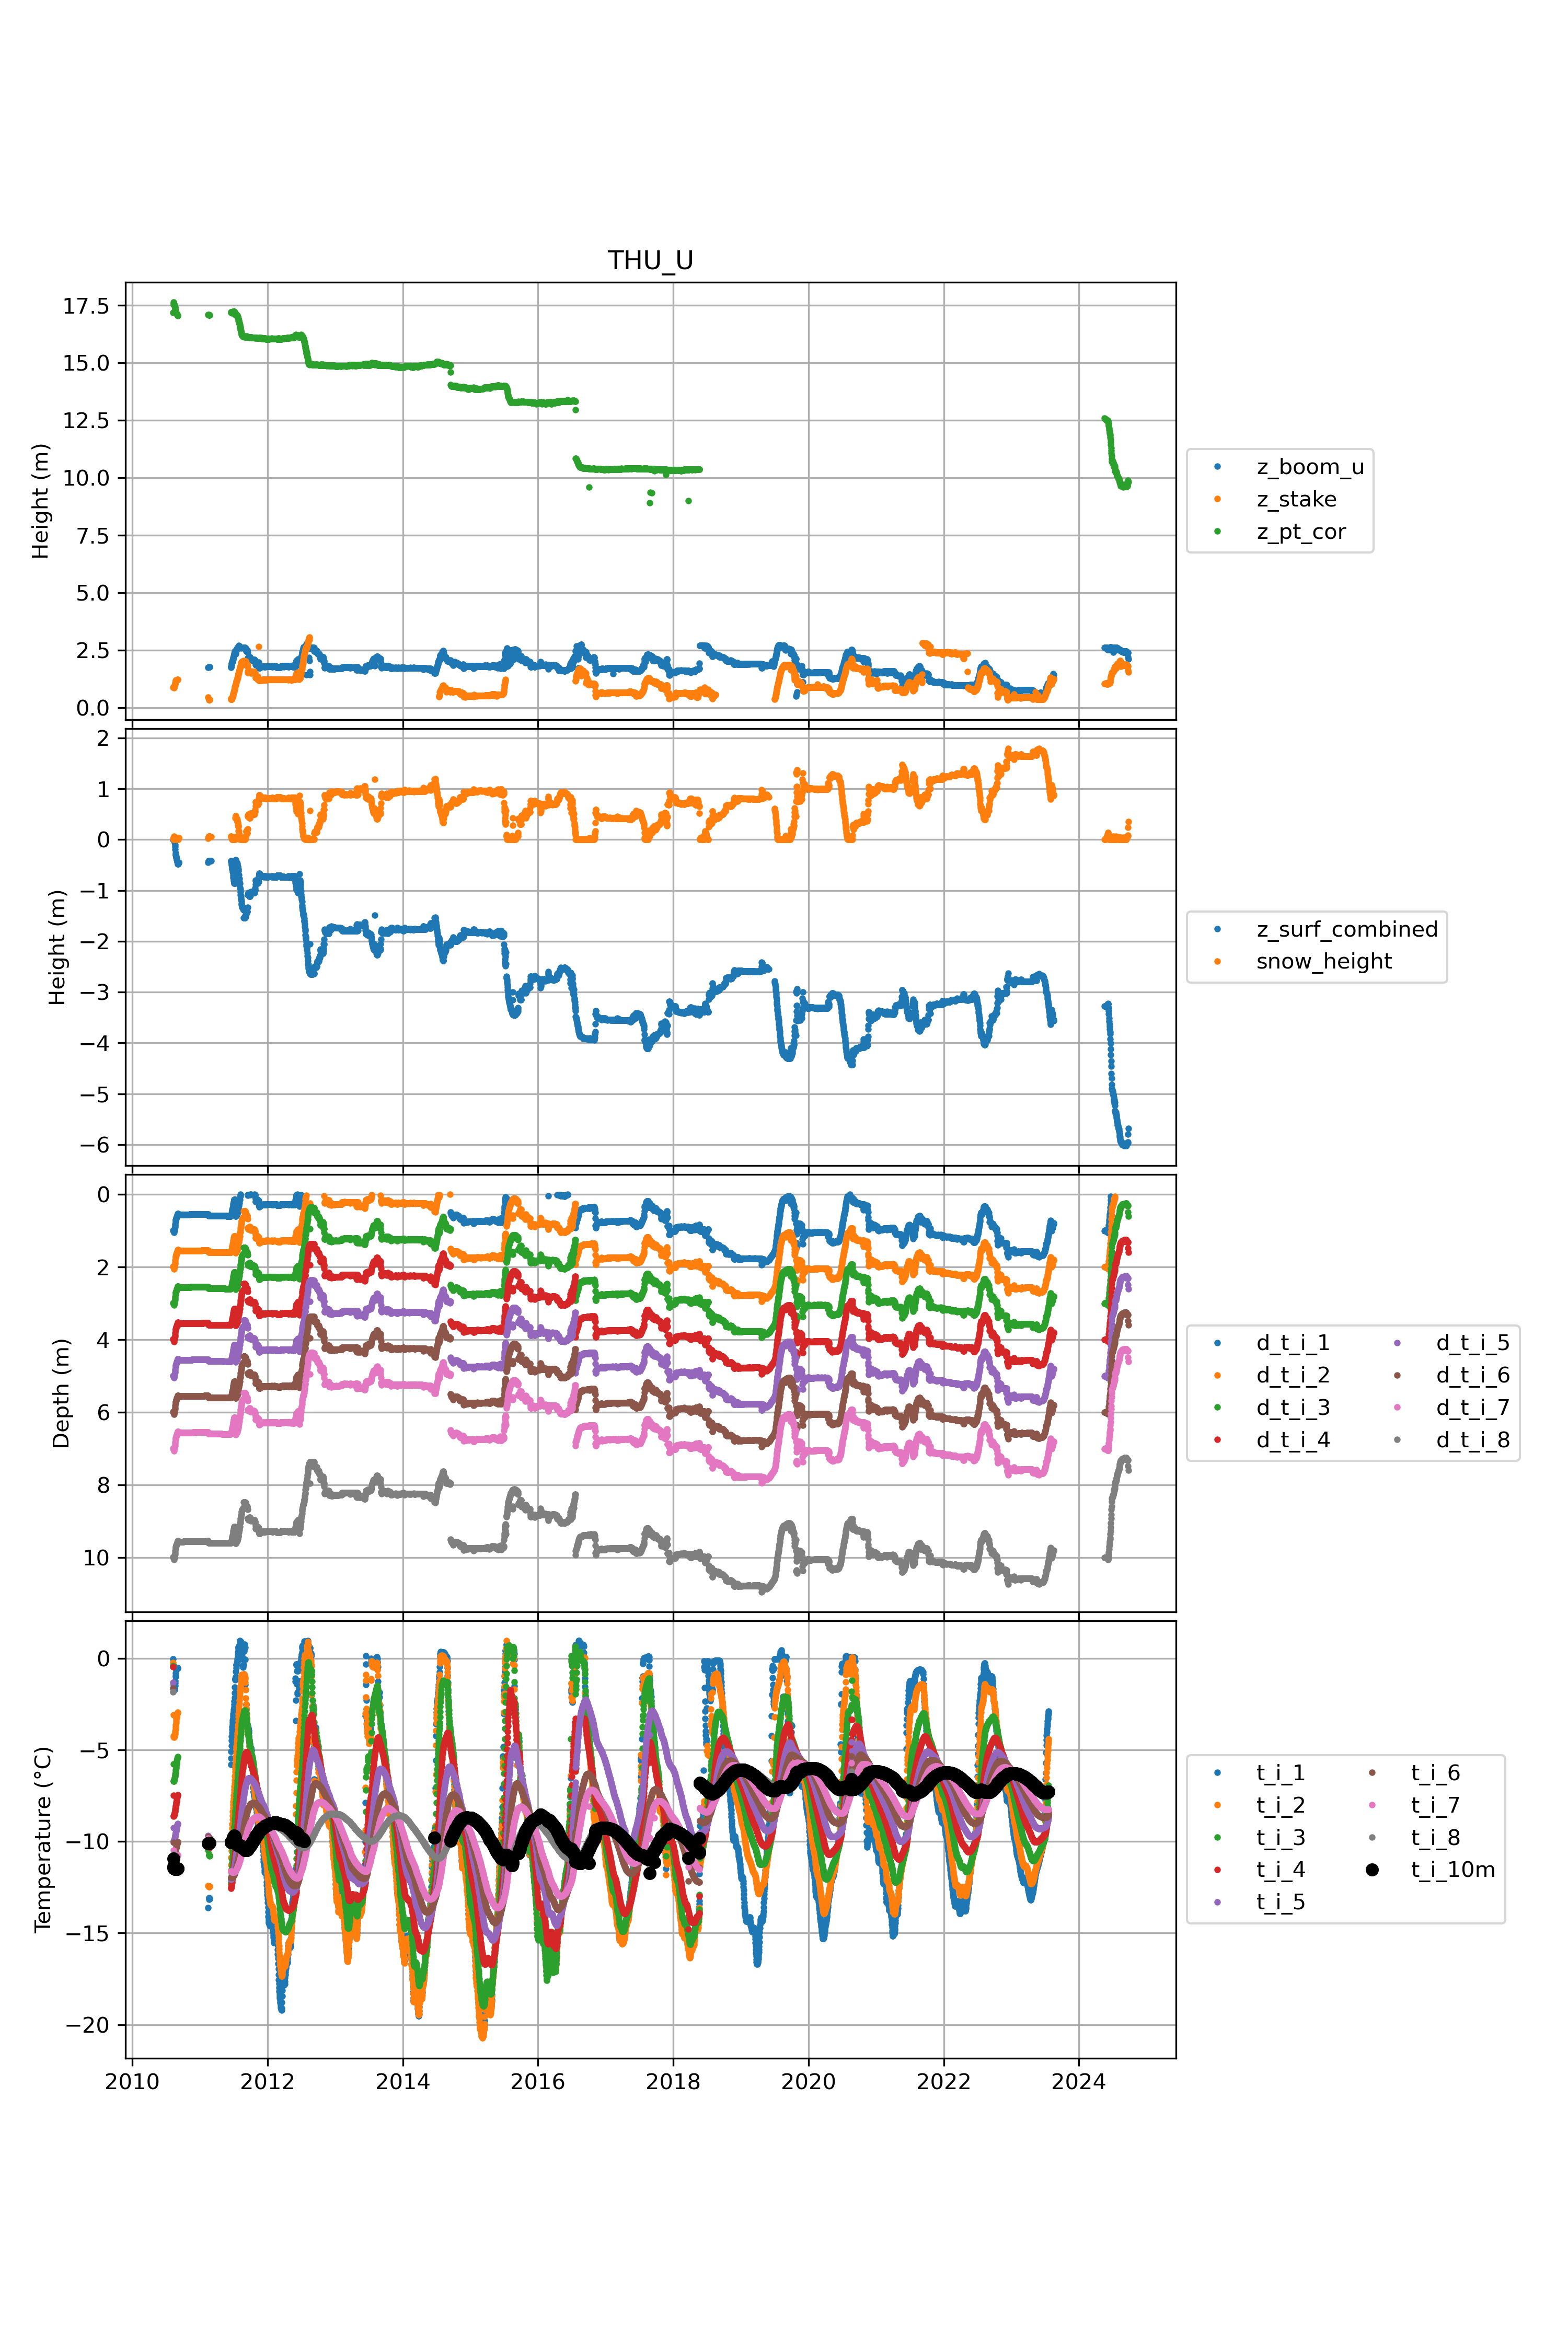 THU_U
Height (m)
17.5
15.0
12.5
10.0
7.5
5.0
2.5
0.0
z_boom_u
z_stake
z_pt_cor
Height (m)
2
1
0
−1
−2
−3
−4
−5
−6
z_surf_combined
snow_height
Depth (m)
0
2
4
6
8
10
d_t_i_1 d_t_i_5
d_t_i_2 d_t_i_6
d_t_i_3 d_t_i_7
d_t_i_4 d_t_i_8
Temperature (°C)
0
−5
−10
−15
−20
t_i_1 t_i_6
t_i_2 t_i_7
t_i_3 t_i_8
t_i_4 t_i_10m
t_i_5
2010 2012 2014 2016 2018 2020 2022 2024